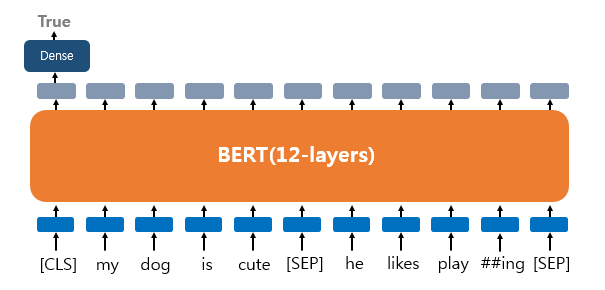 True
Dense
BERT(12-layers)
[CLS] my dog is cute [SEP] he likes play ##ing [SEP]